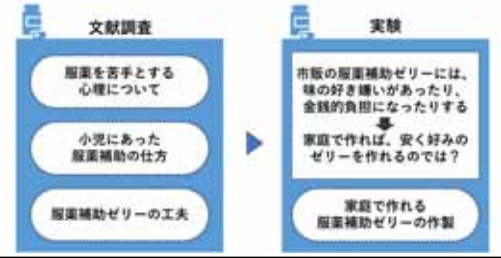 文献調査
服薬を苦手とする
心理について
小児にあった
服薬補助の仕方
服薬補助ゼリーの工夫
実験
市販の服薬補助ゼリーには、
味の好き嫌いがあったり、
金銭的負担になったりする
家庭で作れば、安く好みの
ゼリーを作れるのでは？
家庭で作れる
服薬補助ゼリーの作製